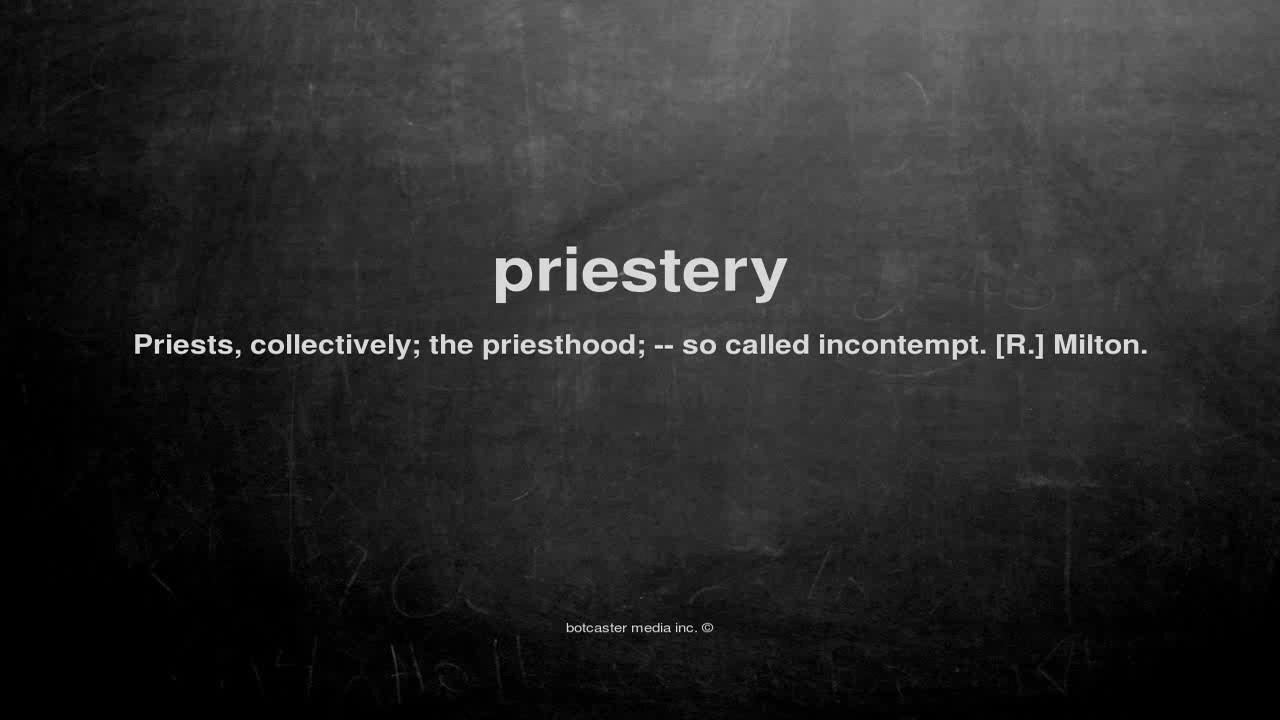 priestery
Priests, collectively; the priesthood; -- so called incontempt. [R.] Milton.
botcaster media inc. ©